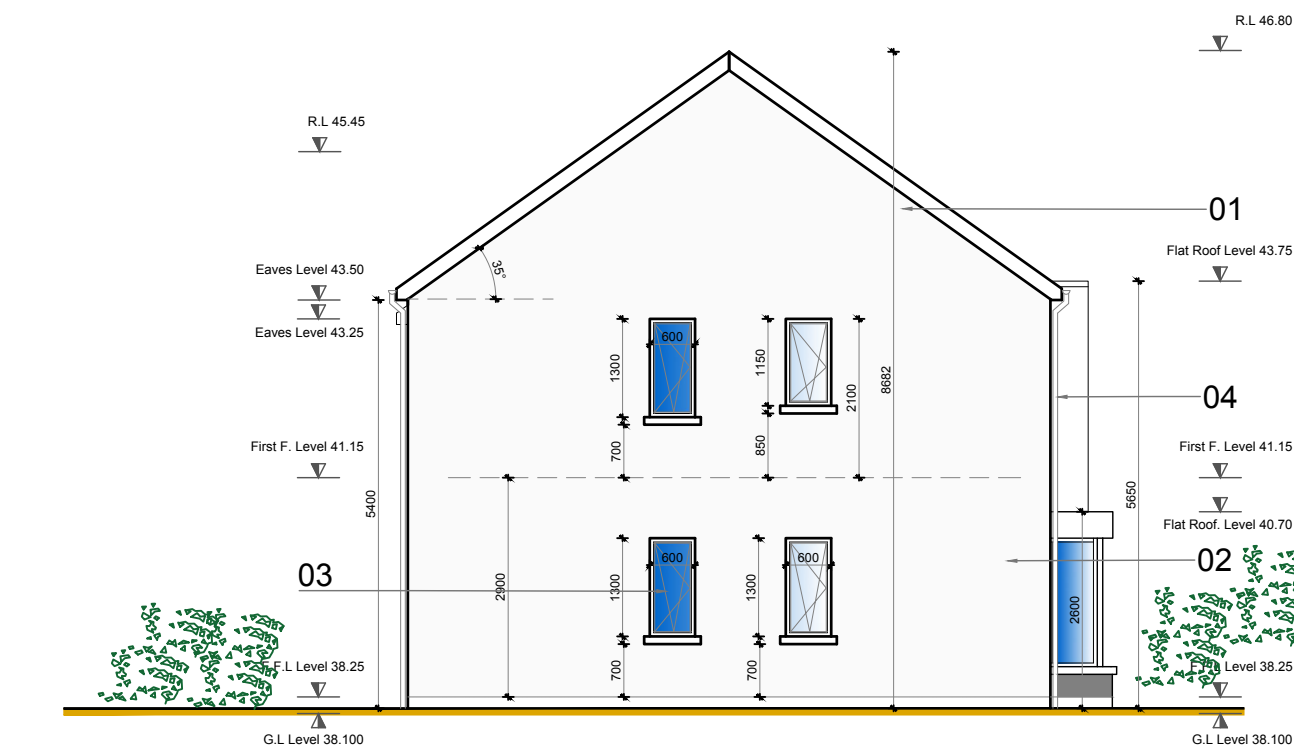 R.L 46.80
R.L 45.45
01
Flat Roof Level 43.75
Eaves Level 43.50
35°
Eaves Level 43.25
600
1300
1150
2100
8682
04
First F. Level 41.15
700
850
First F. Level 41.15
5400
5650
Flat Roof. Level 40.70
02
03
600
600
2900
1300
1300
2600
F.F.L Level 38.25
700
700
F.F.L Level 38.25
G.L Level 38.100
G.L Level 38.100